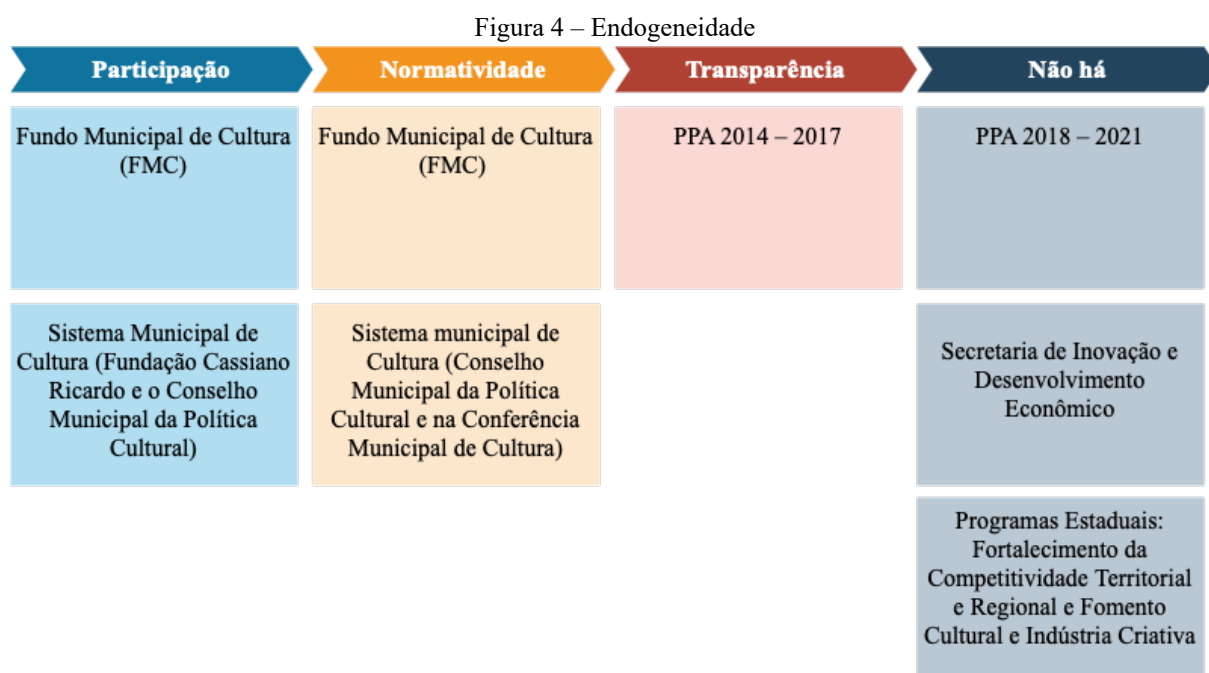 Figura 4 – Endogeneidade
Participação
Normatividade
Transparência
Não há
Fundo Municipal de Cultura
(FMC)
Fundo Municipal de Cultura
(FMC)
PPA 2014 – 2017
PPA 2018 – 2021
Sistema Municipal de
Cultura (Fundação Cassiano
Ricardo e o Conselho
Municipal da Política
Cultural)
Sistema municipal de
Cultura (Conselho
Municipal da Política
Cultural e na Conferência
Municipal de Cultura)
Secretaria de Inovação e
Desenvolvimento
Econômico
Programas Estaduais:
Fortalecimento da
Competitividade Territorial
e Regional e Fomento
Cultural e Indústria Criativa